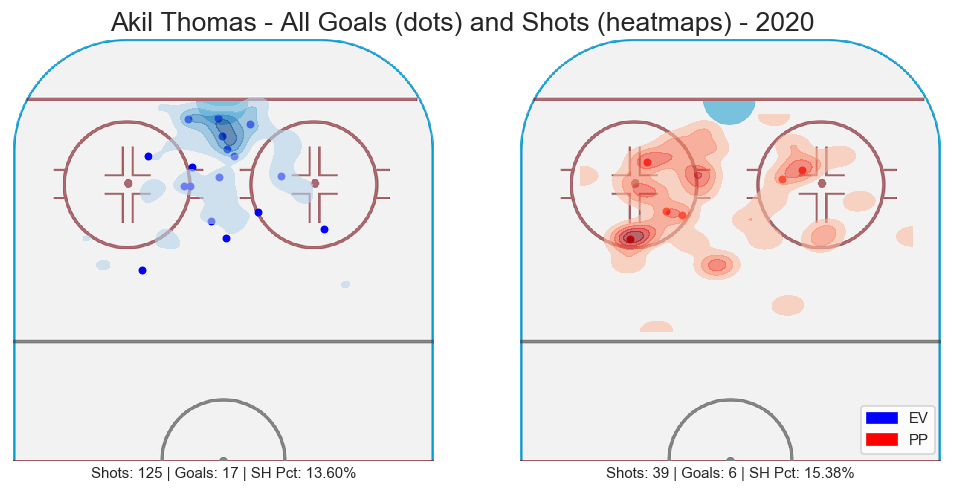 Akil Thomas - All Goals (dots) and Shots (heatmaps) - 2020
EV
PP
Shots: 125 | Goals: 17 | SH Pct: 13.60%
Shots: 39 | Goals: 6 | SH Pct: 15.38%